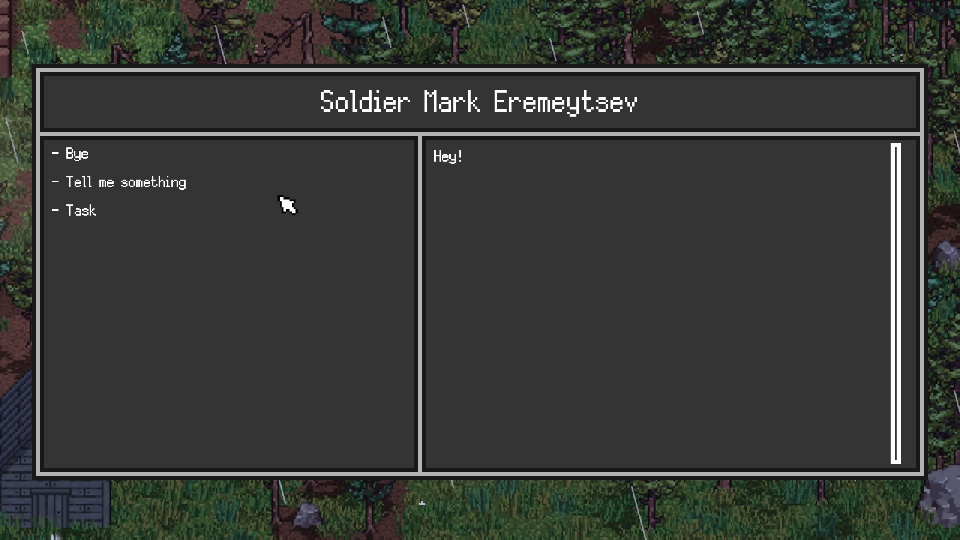 Soldier Mark Eremeytsev
- Bye
- Tell me something
- Task
Hey!